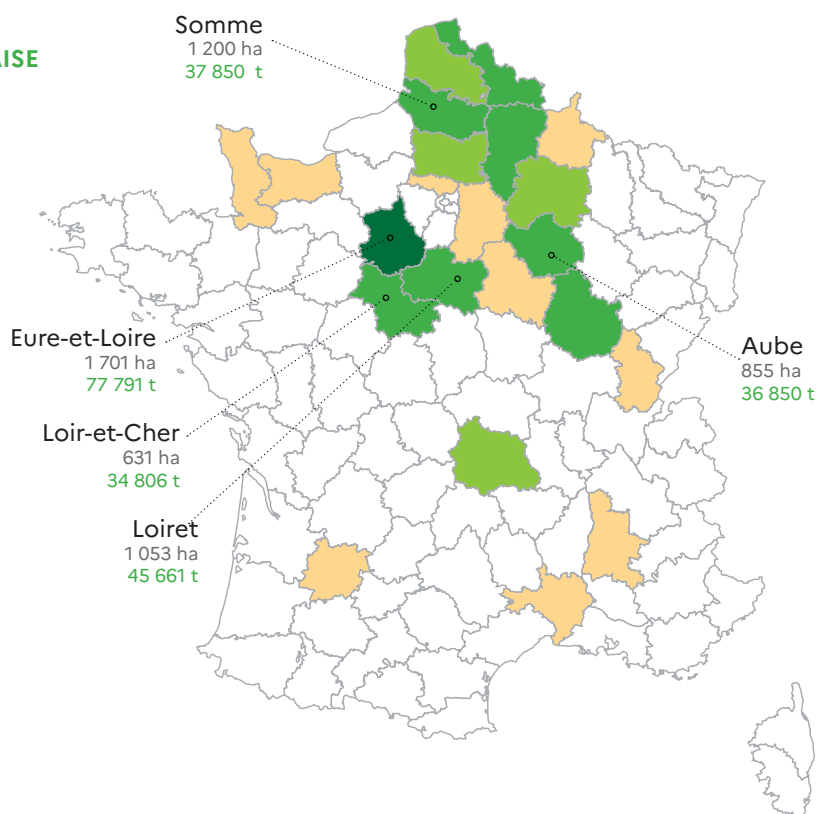 AISE
Somme
1 200 ha
37 850 t
Eure-et-Loire
1 701 ha
77 791 t
Loir-et-Cher
631 ha
34 806 t
Loiret
1 053 ha
45 661 t
Aube
855 ha
36 850 t